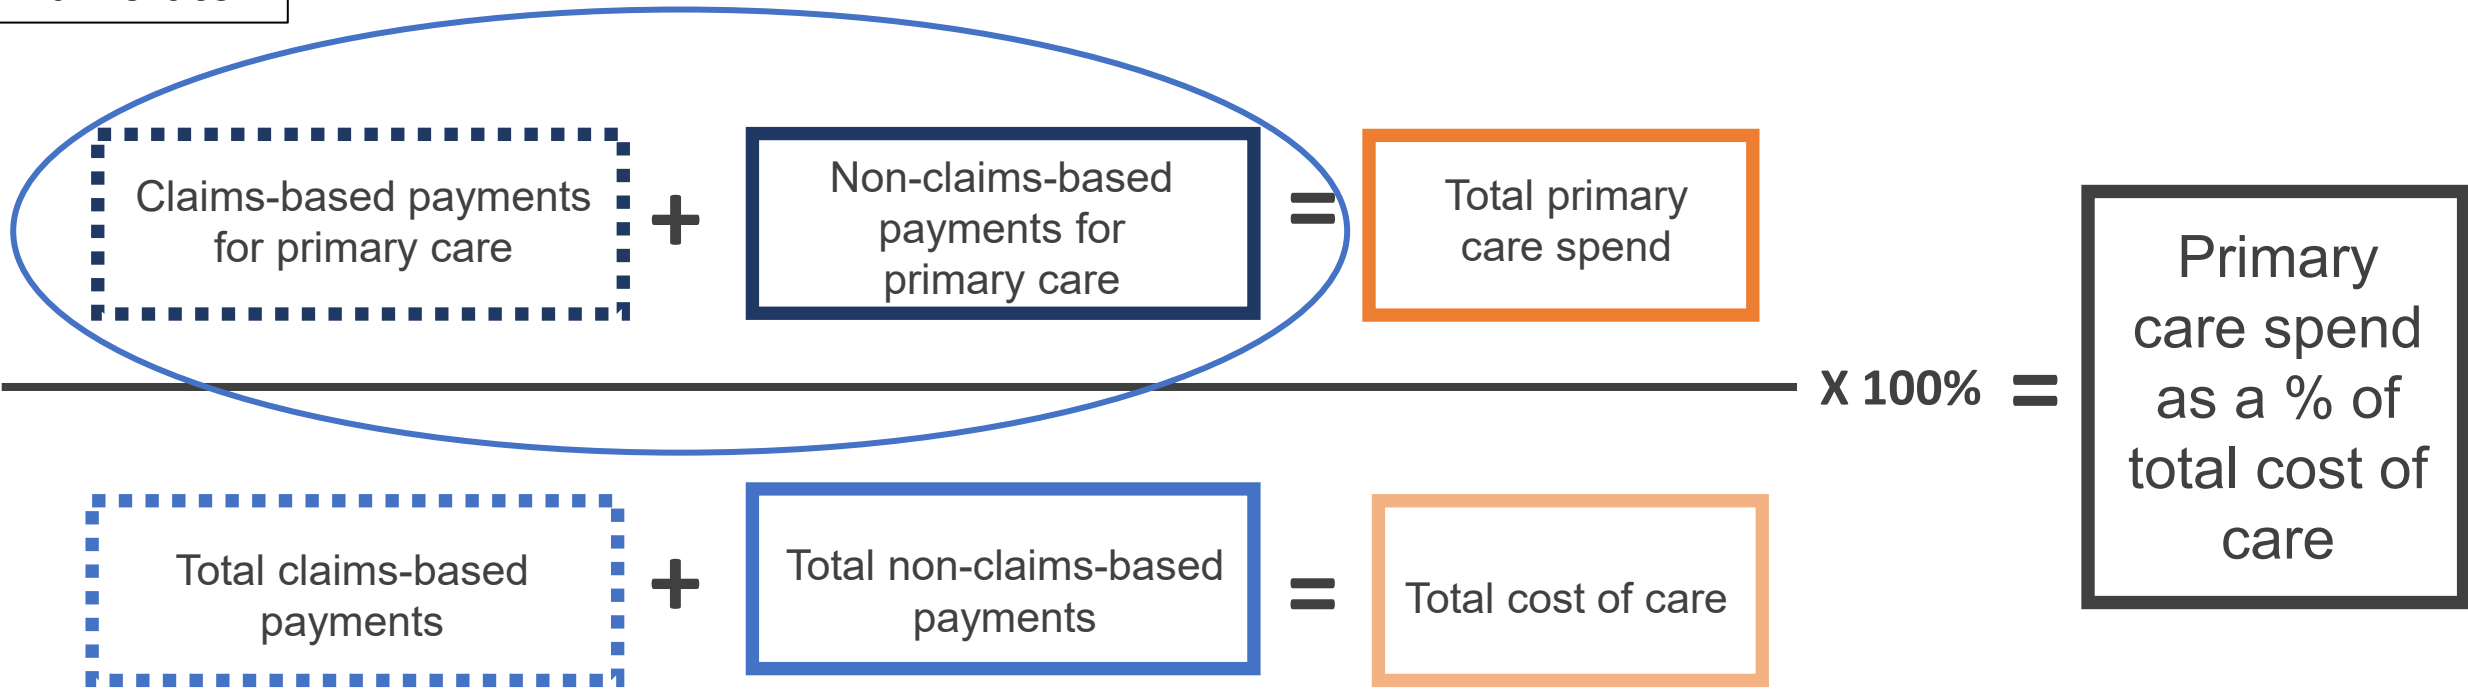 Claims-based payments
for primary care
+
Non-claims-based
payments for
primary care
=
Total primary
care spend
X 100% =
Primary
care spend
as a % of
total cost of
care
Total claims-based
payments
+
Total non-claims-based
payments
=
Total cost of care